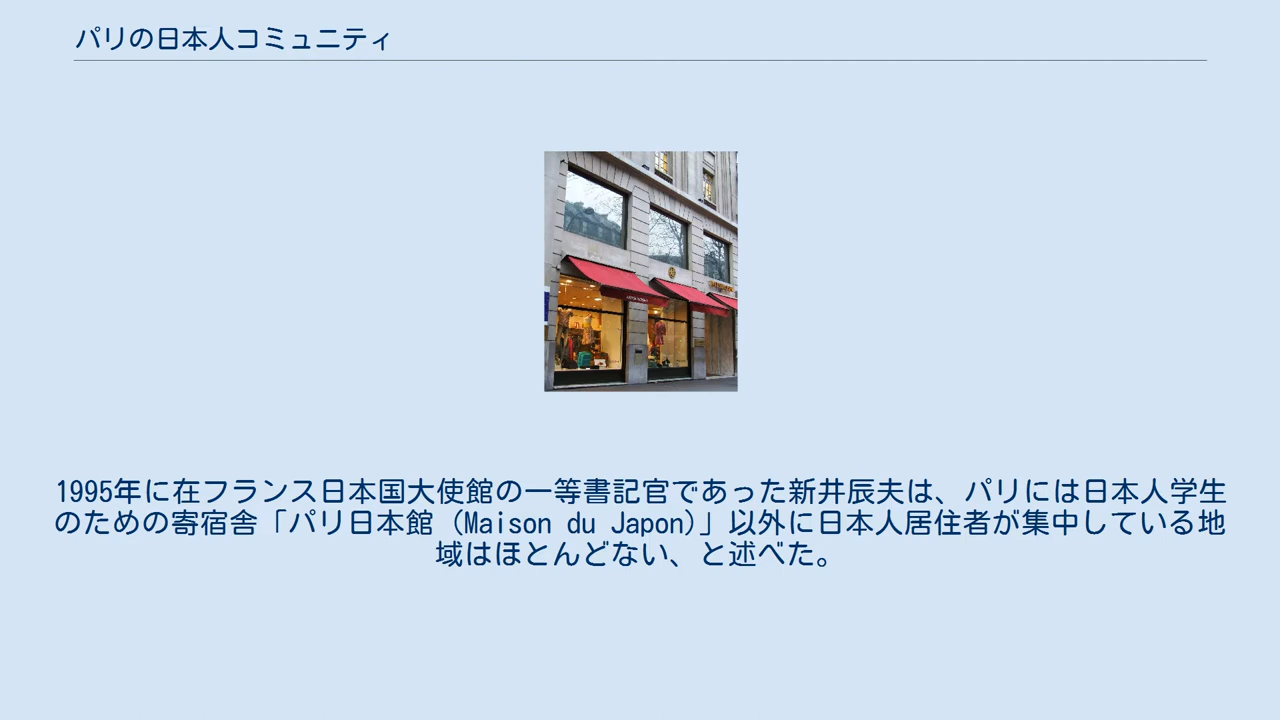 パリの日本人コミュニティ
1995年に在フランス日本国大使館の一等書記官であった新井辰夫は、パリには日本人学生
のための寄宿舎「パリ日本館 (Maison du Japon)」以外に日本人居住者が集中している地
域はほとんどない、と述べた。